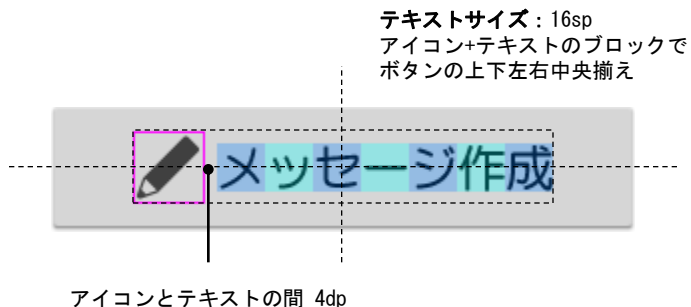 テキストサイズ：16sp
アイコン+テキストのブロックで
ボタンの上下左右中央揃え
メッセージ作成
アイコンとテキストの間 4dp